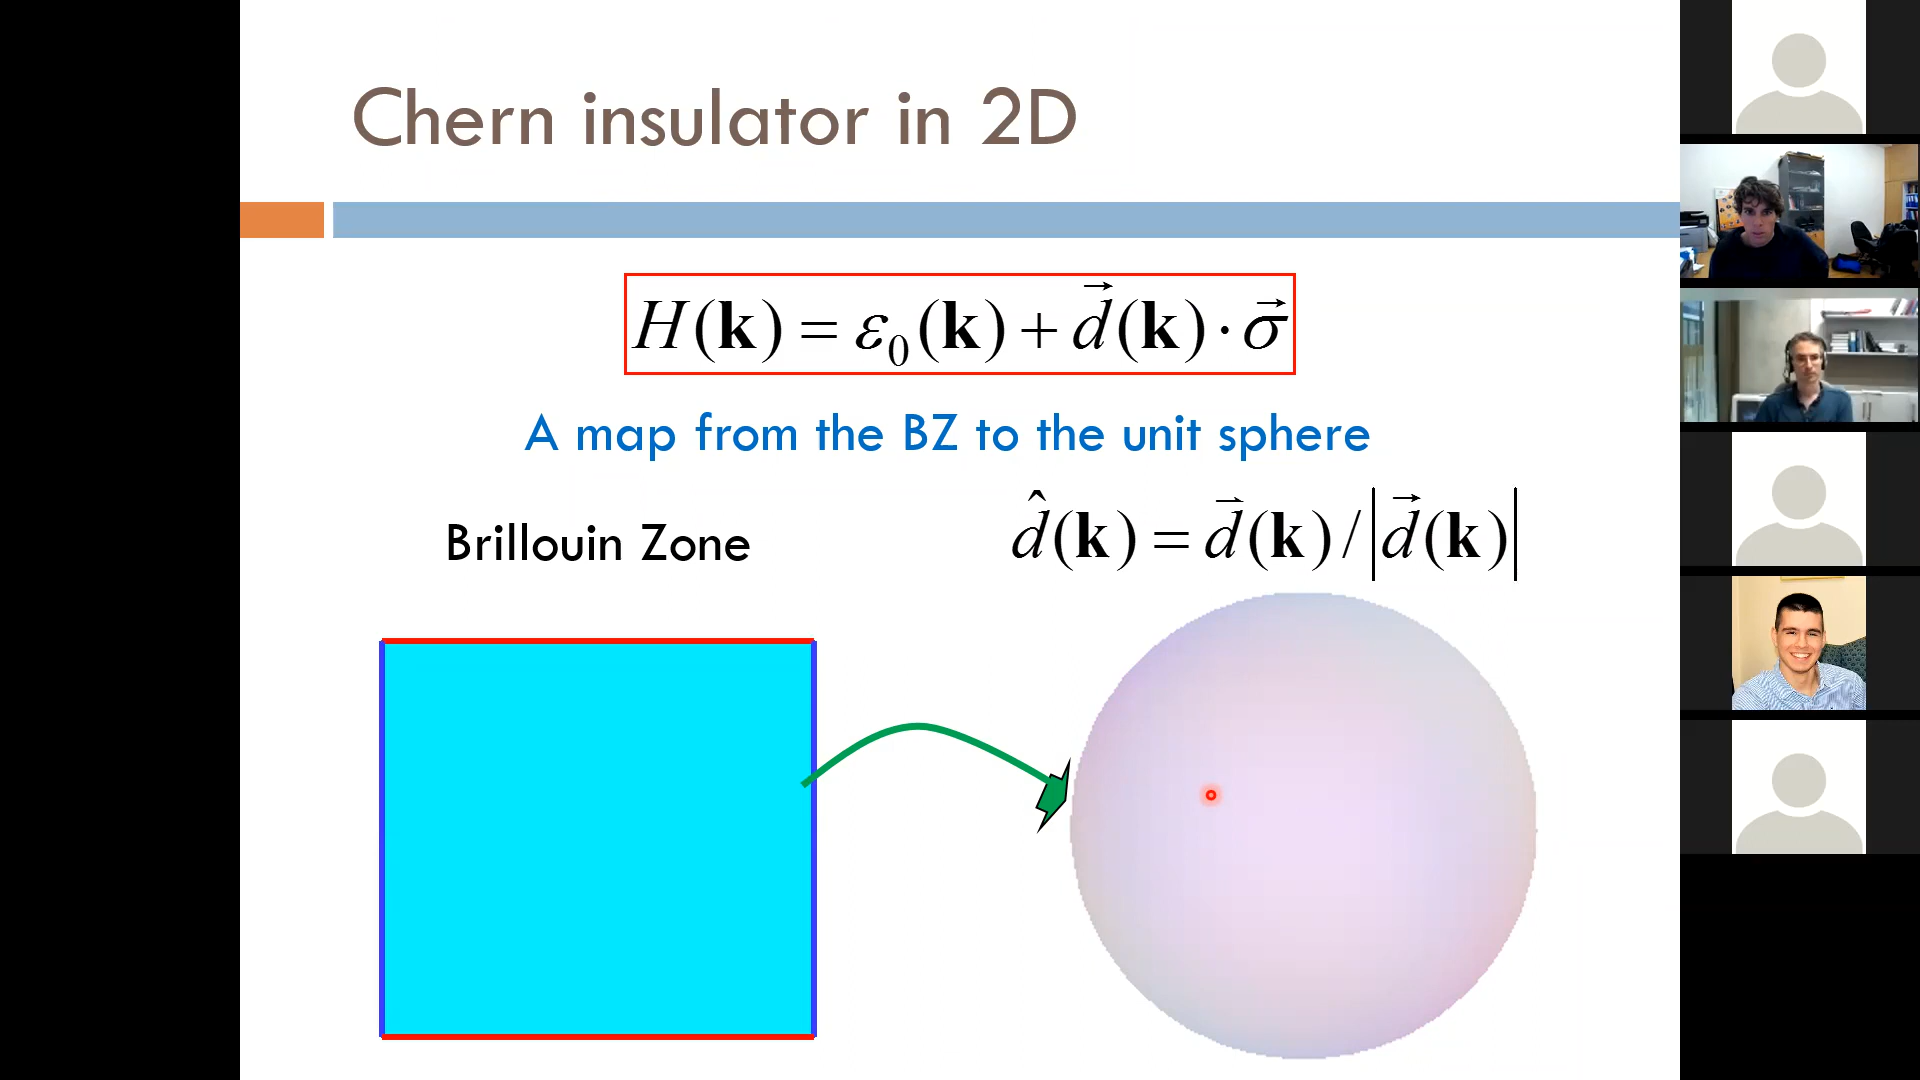 Chern insulator in 2D
H(𝐤) = ε₀(𝐤) + d⃗(𝐤) · σ⃗
A map from the BZ to the unit sphere
Brillouin Zone
d̂(𝐤) = d⃗(𝐤) / |d⃗(𝐤)|